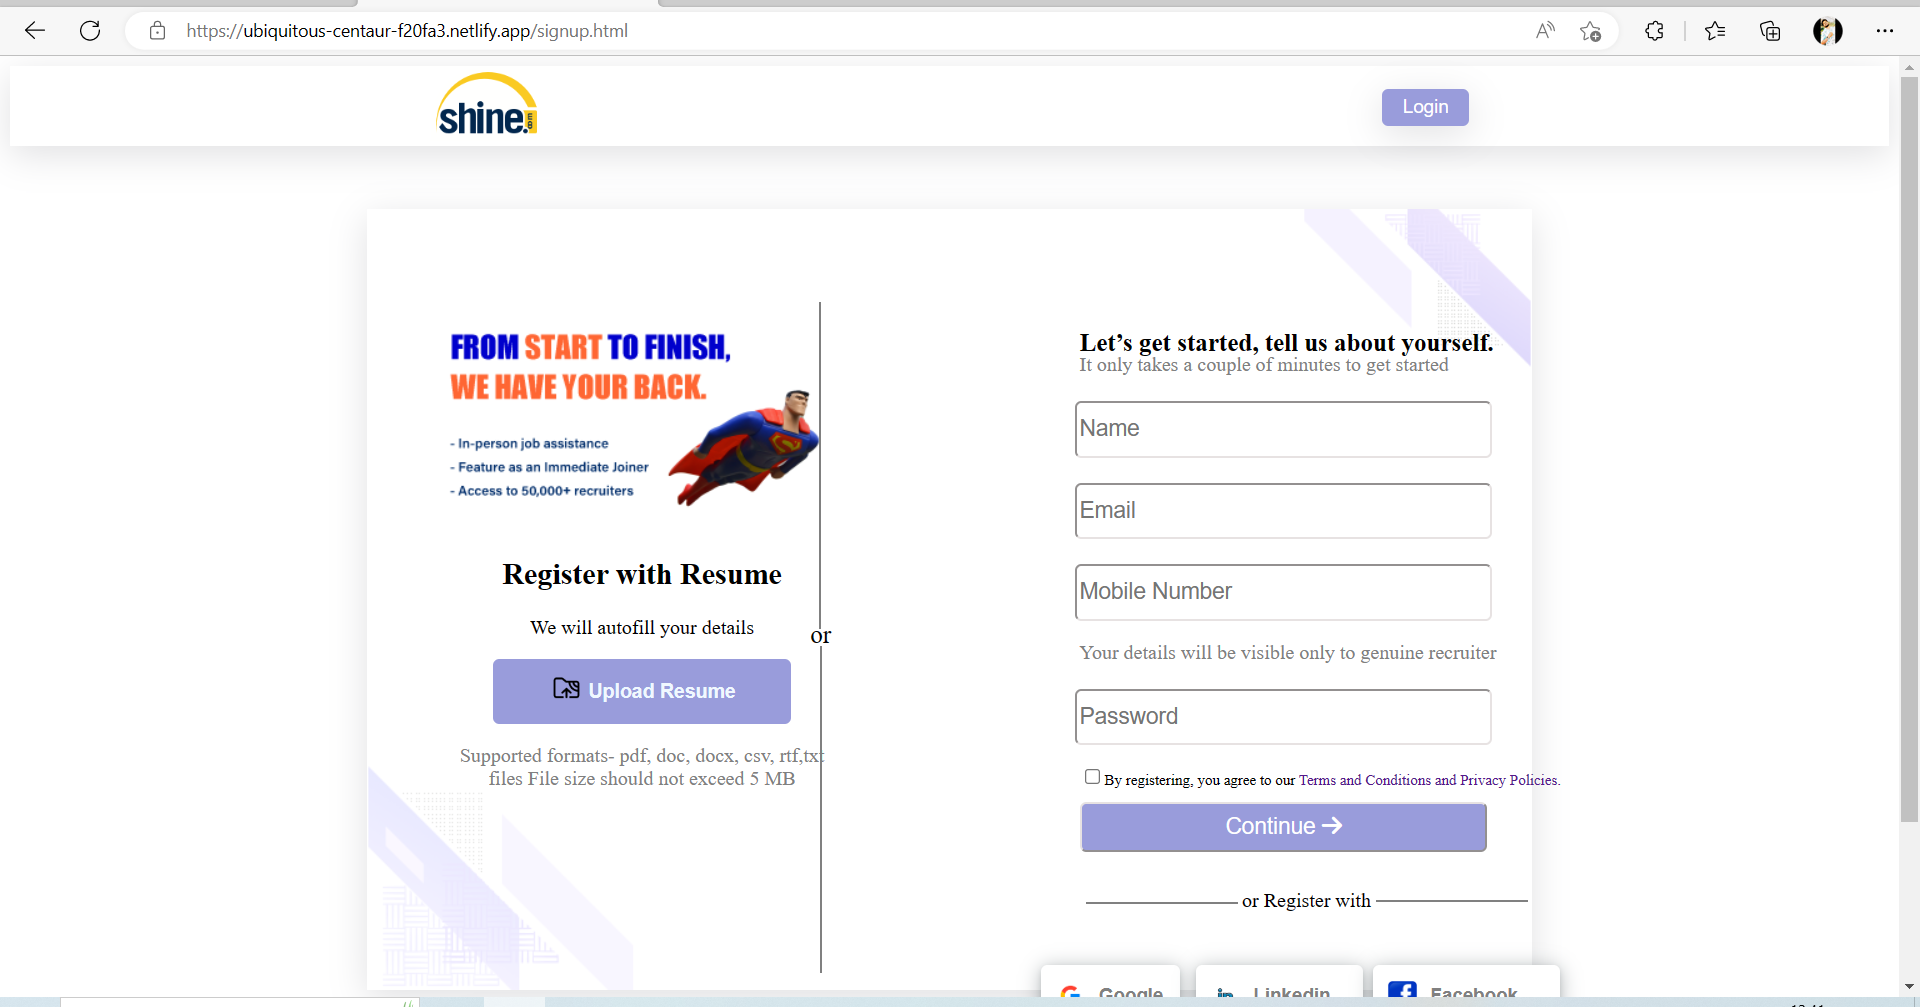 https://ubiquitous-centaur-f20fa3.netlify.app/signup.html
shine.
Login
FROM START TO FINISH,
WE HAVE YOUR BACK.
- In-person job assistance
- Feature as an Immediate Joiner
- Access to 50,000+ recruiters
Register with Resume
We will autofill your details
Upload Resume
Supported formats- pdf, doc, docx, csv, rtf,txt
files File size should not exceed 5 MB
or
Let’s get started, tell us about yourself.
It only takes a couple of minutes to get started
Name
Email
Mobile Number
Your details will be visible only to genuine recruiter
Password
By registering, you agree to our Terms and Conditions and Privacy Policies.
Continue
or Register with
Google
Linkedin
Facebook